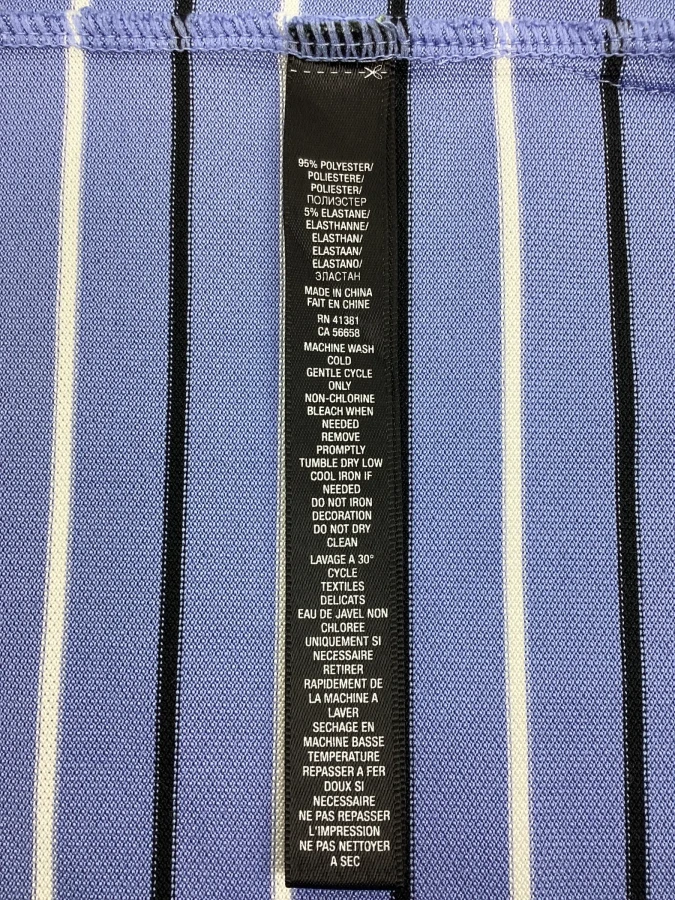 95% POLYESTER/
POLIESTERE/
POLIESTER/
ПОЛИЭСТЕР
5% ELASTANE/
ELASTHANNE/
ELASTHAN/
ELASTAAN/
ELASTANO/
ЭЛАСТАН
MADE IN CHINA
FAIT EN CHINE
RN 41381
CA 56658
MACHINE WASH
COLD
GENTLE CYCLE
ONLY
NON-CHLORINE
BLEACH WHEN
NEEDED
REMOVE
PROMPTLY
TUMBLE DRY LOW
COOL IRON IF
NEEDED
DO NOT IRON
DECORATION
DO NOT DRY
CLEAN
LAVAGE A 30°
CYCLE
TEXTILES
DELICATS
EAU DE JAVEL NON
CHLOREE
UNIQUEMENT SI
NECESSAIRE
RETIRER
RAPIDEMENT DE
LA MACHINE A
LAVER
SECHAGE EN
MACHINE BASSE
TEMPERATURE
REPASSER A FER
DOUX SI
NECESSAIRE
NE PAS REPASSER
L'IMPRESSION
NE PAS NETTOYER
A SEC